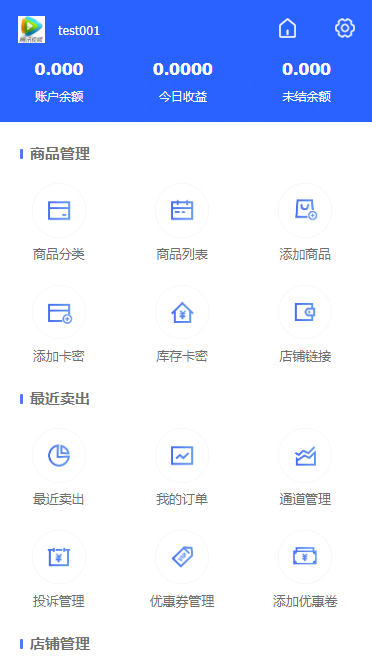 test001
0.000 0.0000 0.000
账户余额 今日收益 未结余额
商品管理
商品分类 商品列表 添加商品
添加卡密 库存卡密 店铺链接
最近卖出
最近卖出 我的订单 通道管理
投诉管理 优惠券管理 添加优惠卷
店铺管理